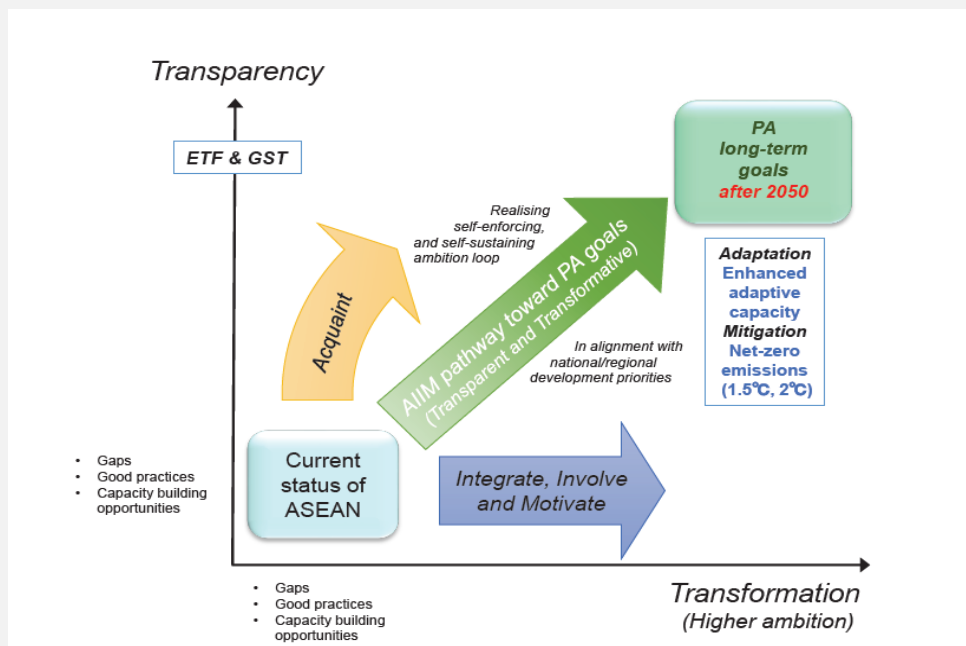 Transparency
ETF & GST
PA
long-term
goals
after 2050
Realising
self-enforcing,
and self-sustaining
ambition loop
Acquaint
AIIM pathway toward PA goals
(Transparent and Transformative)
Adaptation
Enhanced
adaptive
capacity
Mitigation
Net-zero
emissions
(1.5℃, 2℃)
In alignment with
national/regional
development priorities
Current
status of
ASEAN
Integrate, Involve
and Motivate
• Gaps
• Good practices
• Capacity building
opportunities
• Gaps
• Good practices
• Capacity building
opportunities
Transformation
(Higher ambition)